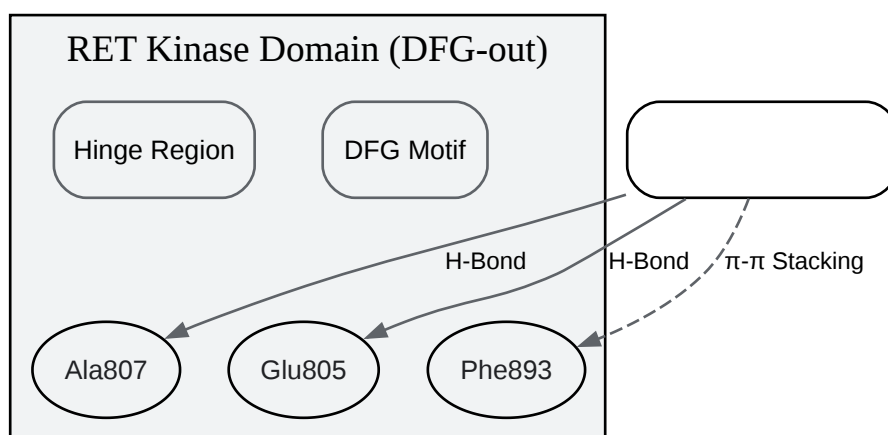 RET Kinase Domain (DFG-out)
Hinge Region
DFG Motif
H-Bond
H-Bond
π-π Stacking
Ala807
Glu805
Phe893